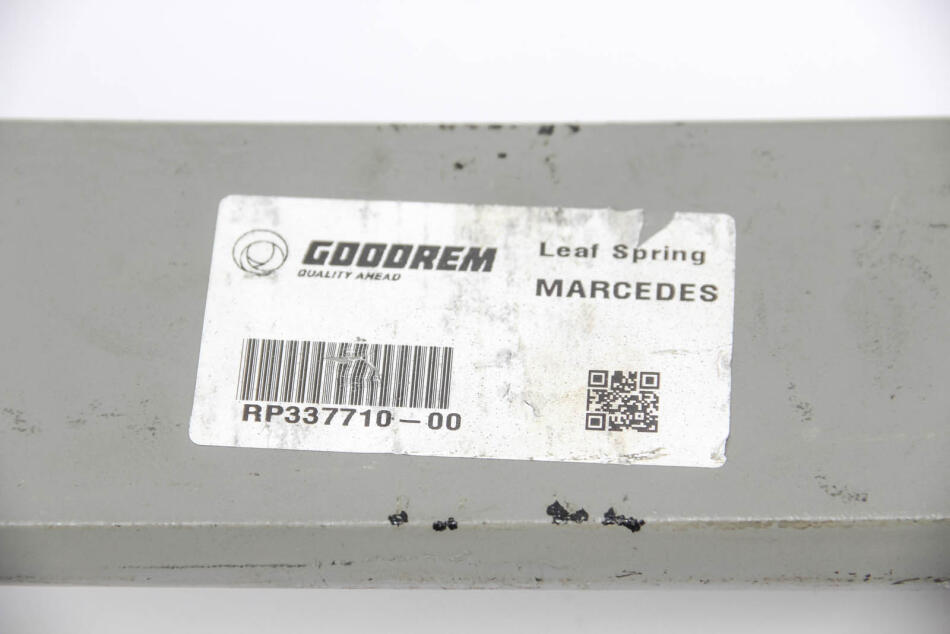 GOODREM
QUALITY AHEAD
Leaf Spring
MARCEDES
RP337710-00